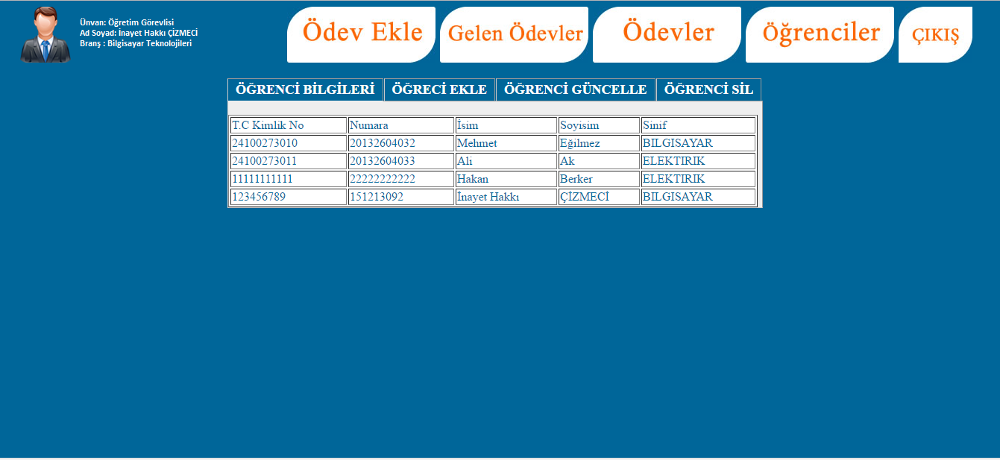 Ünvan: Öğretim Görevlisi
Ad Soyad: İnayet Hakkı ÇİZMECİ
Branş : Bilgisayar Teknolojileri
Ödev Ekle Gelen Ödevler Ödevler Öğrenciler ÇIKIŞ
ÖĞRENCİ BİLGİLERİ ÖĞRECİ EKLE ÖĞRENCİ GÜNCELLE ÖĞRENCİ SİL
T.C Kimlik No Numara İsim Soyisim Sinif
24100273010 20132604032 Mehmet Eğilmez BILGISAYAR
24100273011 20132604033 Ali Ak ELEKTIRIK
11111111111 22222222222 Hakan Berker ELEKTIRIK
123456789 151213092 İnayet Hakkı ÇİZMECİ BILGISAYAR